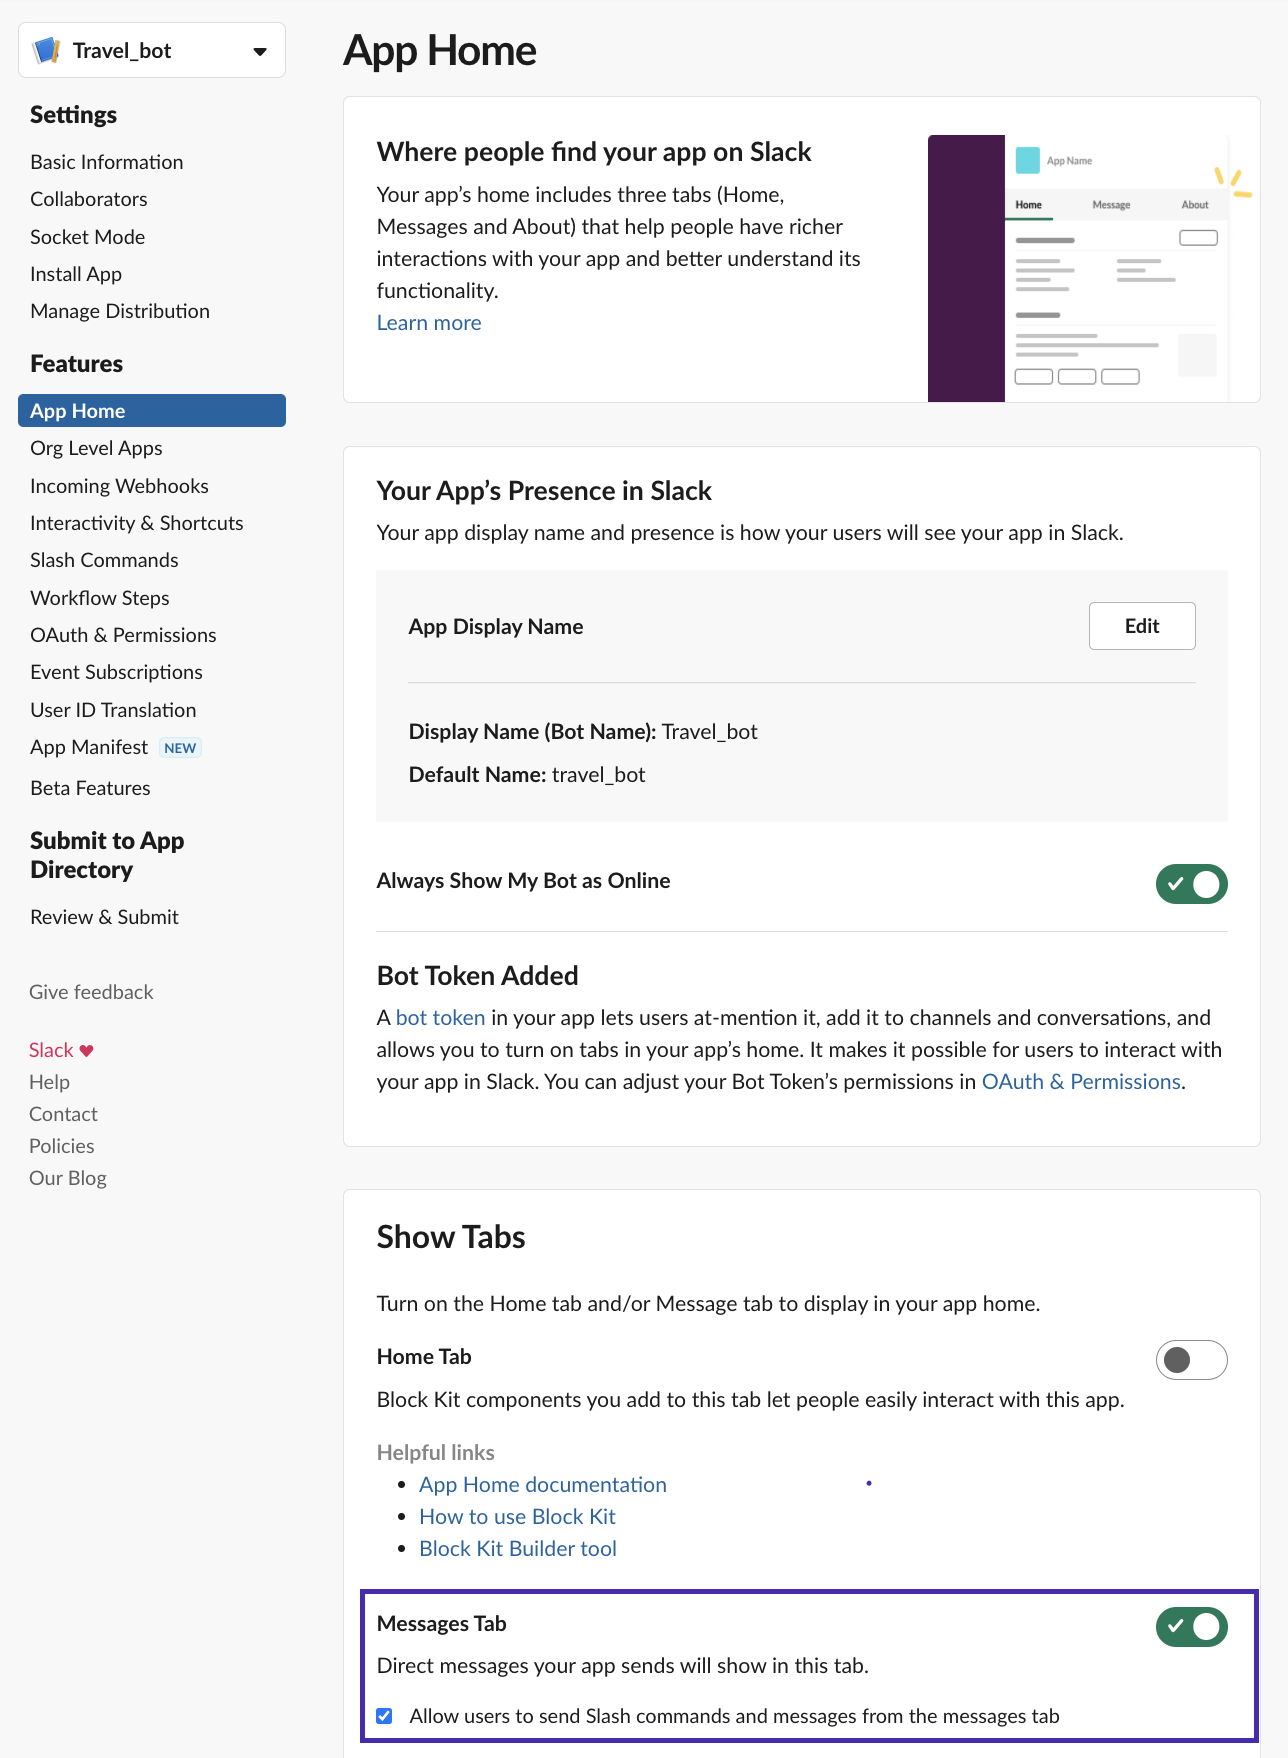 Travel_bot
Settings
Basic Information
Collaborators
Socket Mode
Install App
Manage Distribution
Features
App Home
Org Level Apps
Incoming Webhooks
Interactivity & Shortcuts
Slash Commands
Workflow Steps
OAuth & Permissions
Event Subscriptions
User ID Translation
App Manifest NEW
Beta Features
Submit to App
Directory
Review & Submit
Give feedback
Slack ♥
Help
Contact
Policies
Our Blog
App Home
Where people find your app on Slack
Your app’s home includes three tabs (Home,
Messages and About) that help people have richer
interactions with your app and better understand its
functionality.
Learn more
App Name
Home Message About
Your App’s Presence in Slack
Your app display name and presence is how your users will see your app in Slack.
App Display Name
Edit
Display Name (Bot Name): Travel_bot
Default Name: travel_bot
Always Show My Bot as Online
Bot Token Added
A bot token in your app lets users at-mention it, add it to channels and conversations, and
allows you to turn on tabs in your app’s home. It makes it possible for users to interact with
your app in Slack. You can adjust your Bot Token’s permissions in OAuth & Permissions.
Show Tabs
Turn on the Home tab and/or Message tab to display in your app home.
Home Tab
Block Kit components you add to this tab let people easily interact with this app.
Helpful links
• App Home documentation
• How to use Block Kit
• Block Kit Builder tool
Messages Tab
Direct messages your app sends will show in this tab.
Allow users to send Slash commands and messages from the messages tab